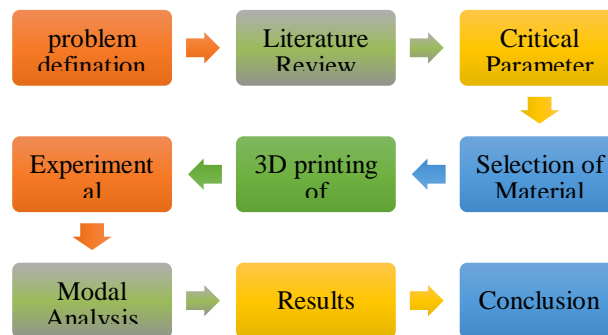 problem
defination
Literature
Review
Critical
Parameter
Selection of
Material
3D printing of
Experiment
al
Modal
Analysis
Results
Conclusion